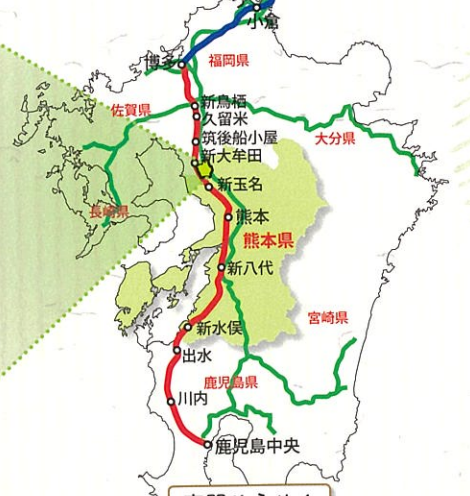 小倉
博多
福岡県
佐賀県
新鳥栖
久留米
筑後船小屋
大分県
新大牟田
新玉名
長崎県
熊本
熊本県
新八代
宮崎県
新水俣
出水
鹿児島県
川内
鹿児島中央